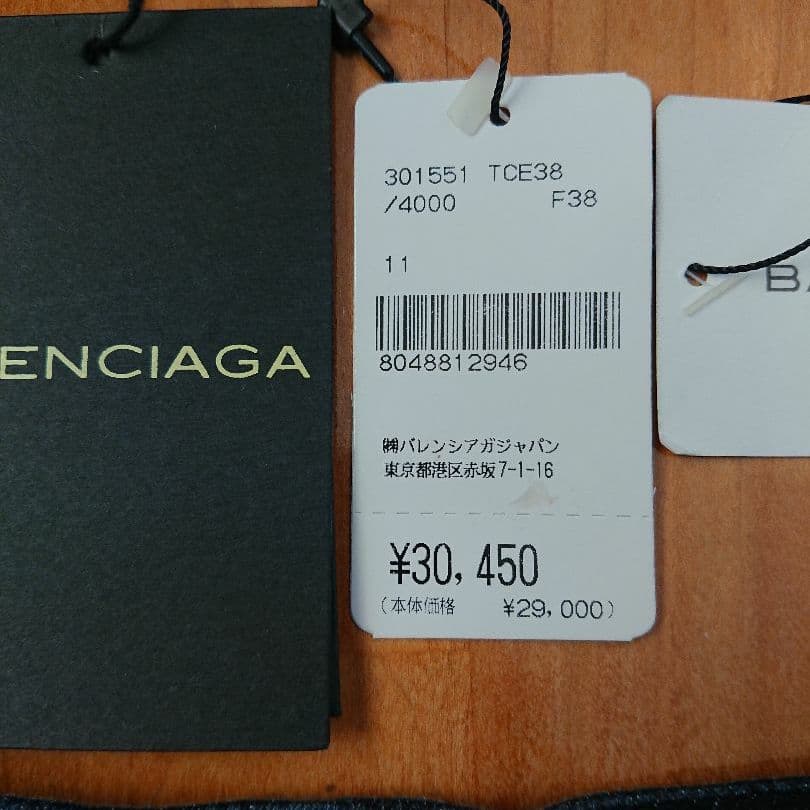 ENCIAGA
301551 TCE38
/4000 F38
11
8048812946
㈱バレンシアガジャパン
東京都港区赤坂7-1-16
¥30,450
(本体価格 ¥29,000)
BA